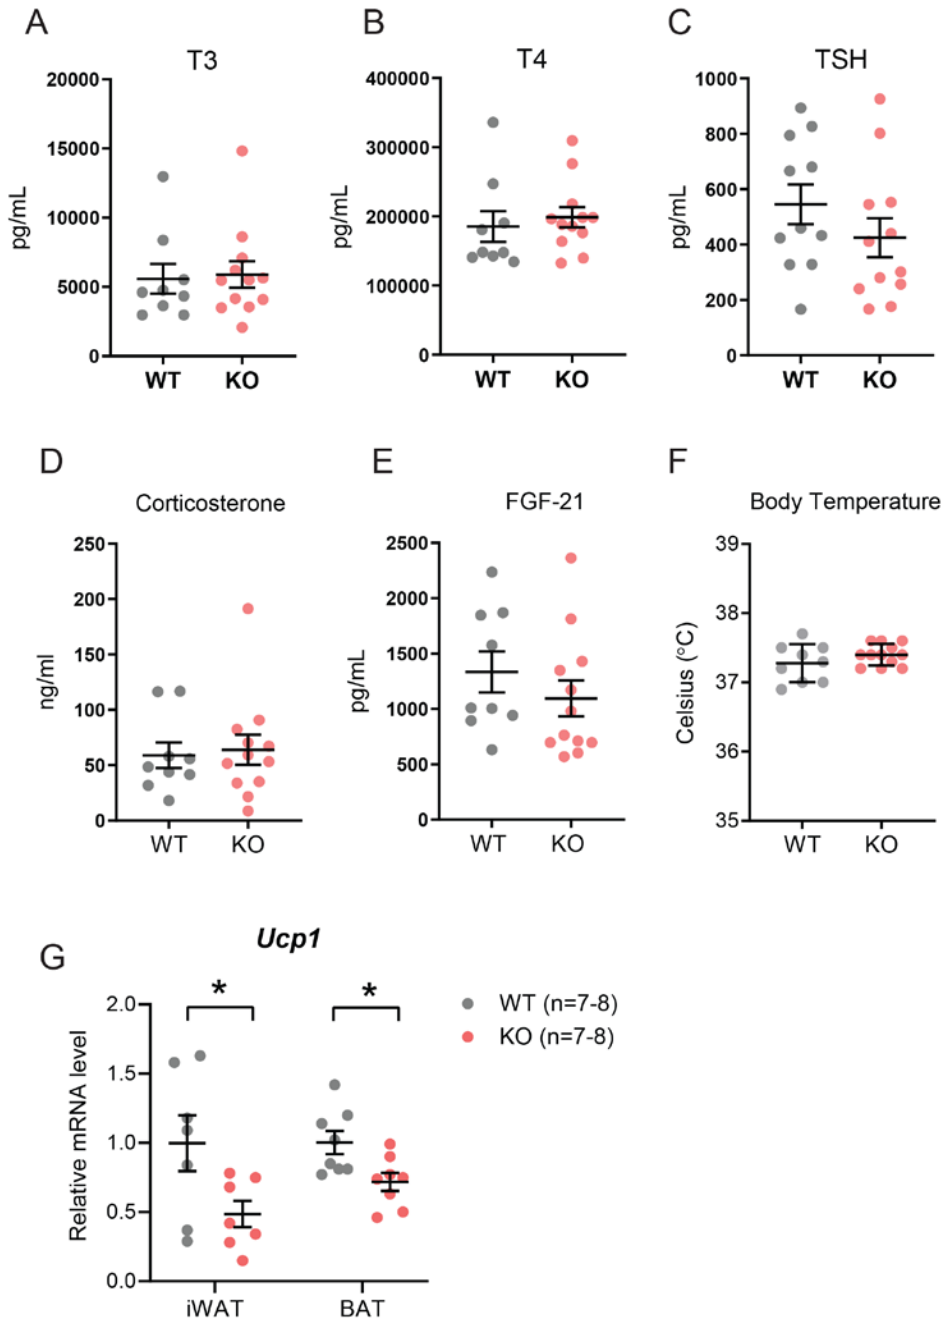 A
B
C
T3
T4
TSH
20000
15000
10000
5000
0
pg/mL
WT
KO
400000
300000
200000
100000
0
pg/mL
WT
KO
1000
800
600
400
200
0
pg/mL
WT
KO
D
E
F
Corticosterone
FGF-21
Body Temperature
250
200
150
100
50
0
ng/ml
WT
KO
2500
2000
1500
1000
500
0
pg/mL
WT
KO
39
38
37
36
35
Celsius (°C)
WT
KO
G
Ucp1
*
*
2.0
1.5
1.0
0.5
0.0
Relative mRNA level
iWAT
BAT
WT (n=7-8)
KO (n=7-8)